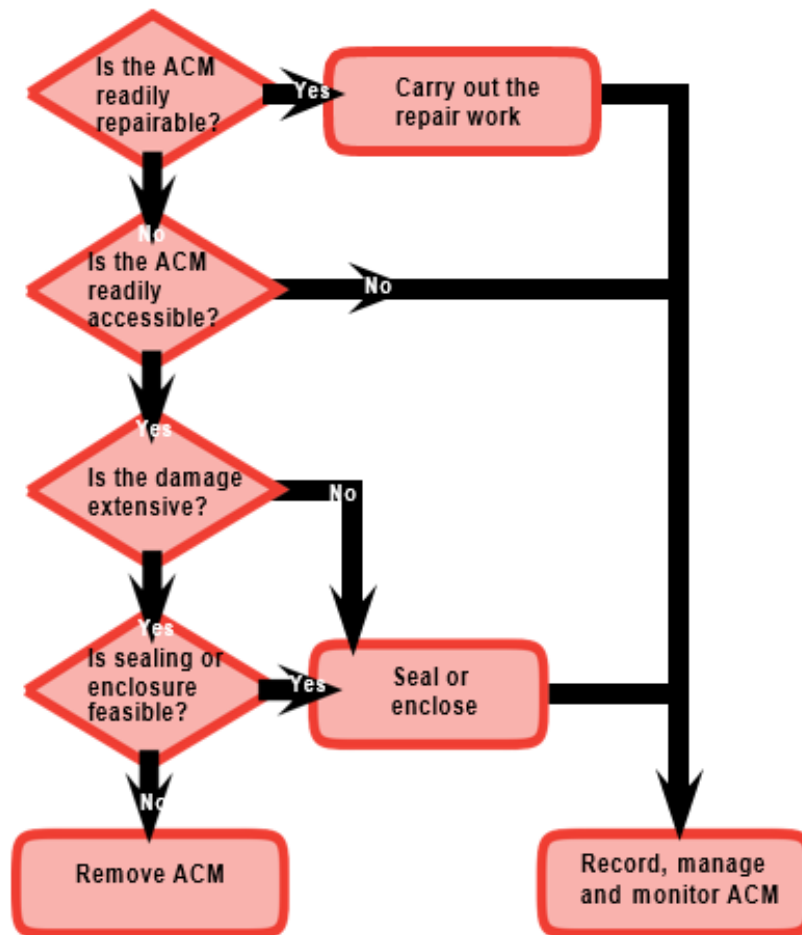 Is the ACM
readily
repairable?
Yes
Carry out the
repair work
No
Is the ACM
readily
accessible?
No
Yes
Is the damage
extensive?
No
Yes
Is sealing or
enclosure
feasible?
Yes
Seal or
enclose
No
Remove ACM
Record, manage
and monitor ACM